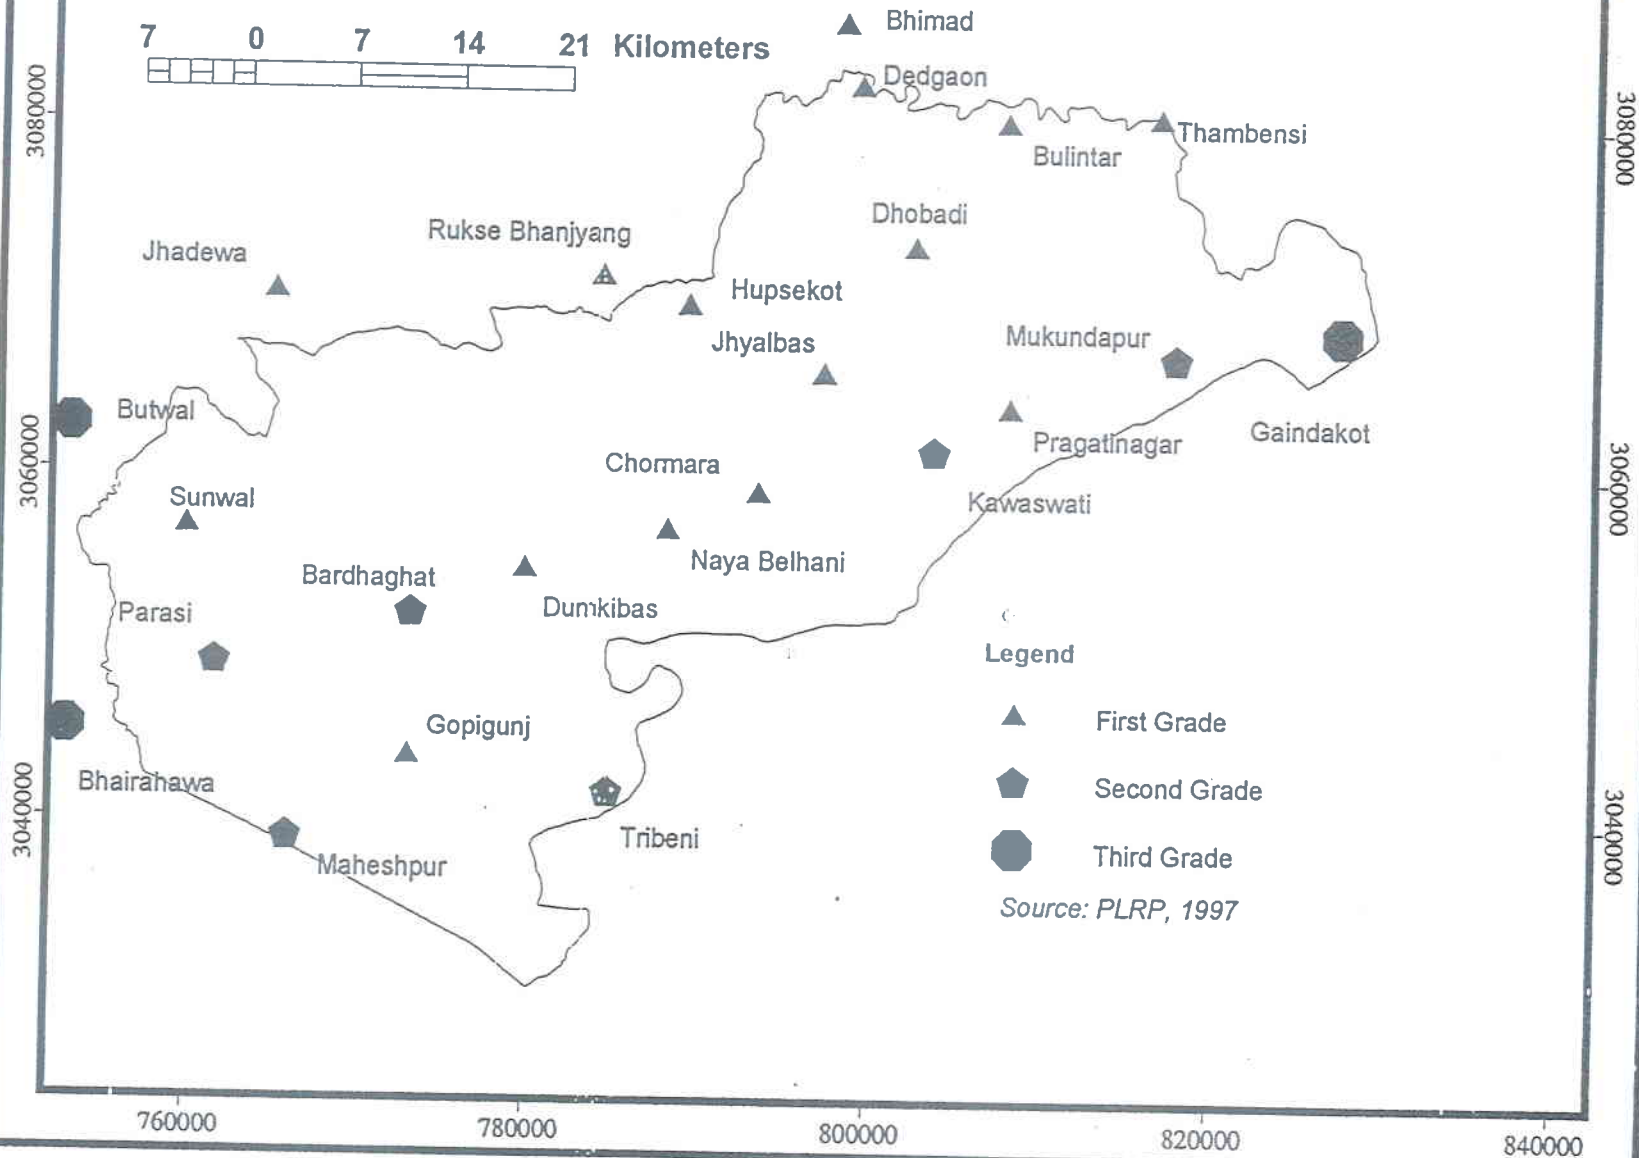 Bhimad
7 0 7 14 21 Kilometers
Dedgaon
3080000
3080000
Thambensi
Bulintar
Dhobadi
Rukse Bhanjyang
Jhadewa
Hupsekot
Mukundapur
Jhyalbas
Butwal
Gaindakot
Pragatinagar
3060000
3060000
Chormara
Sunwal
Kawaswati
Naya Belhani
Bardhaghat
Dumkibas
Parasi
Legend
Gopigunj
First Grade
Bhairahawa
Second Grade
3040000
3040000
Tribeni
Maheshpur
Third Grade
Source: PLRP, 1997
760000 780000 800000 820000 840000